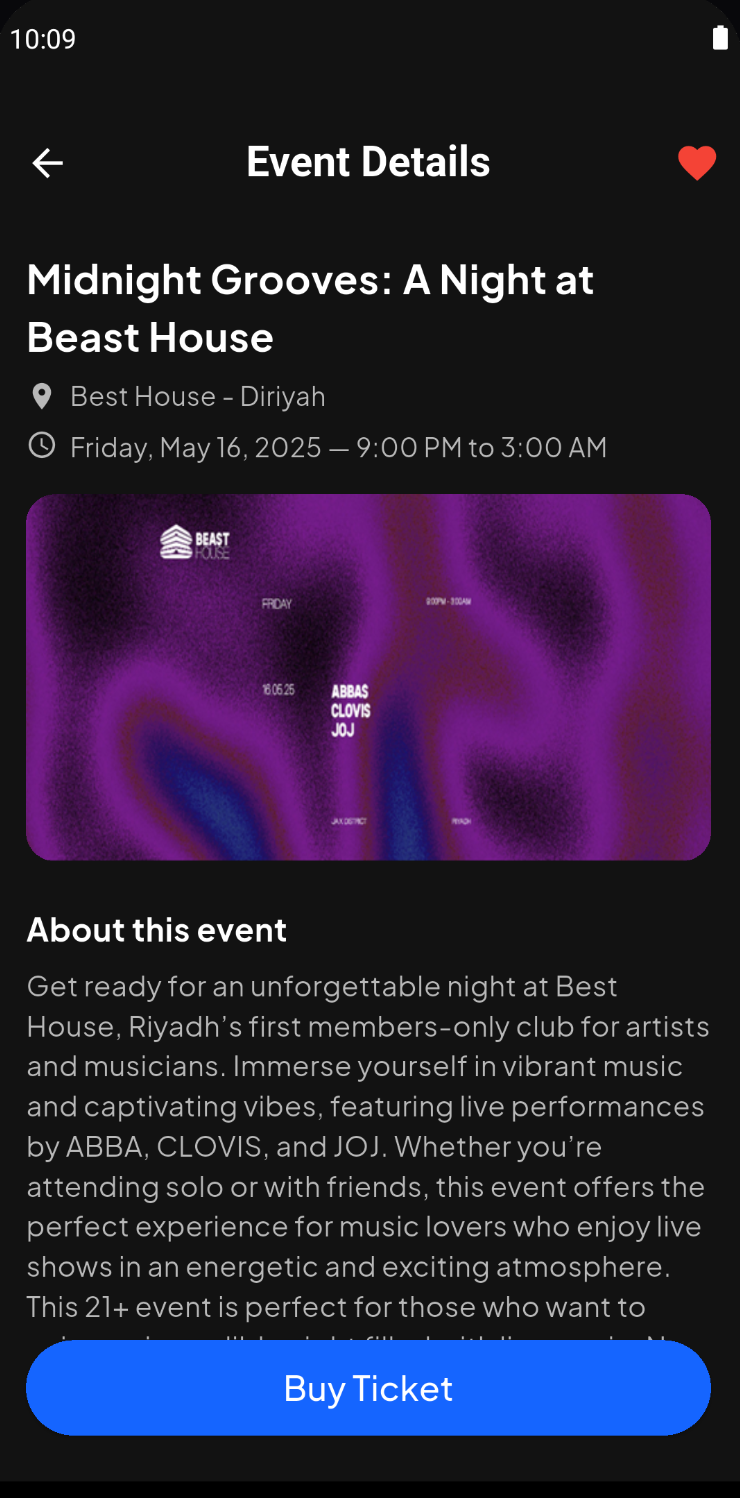 10:09
Event Details
Midnight Grooves: A Night at
Beast House
Best House - Diriyah
Friday, May 16, 2025 — 9:00 PM to 3:00 AM
BEAST
HOUSE
FRIDAY
9:00PM - 3:00AM
16.05.25
ABBAS
CLOVIS
JOJ
JAX DISTRICT
RIYADH
About this event
Get ready for an unforgettable night at Best
House, Riyadh’s first members-only club for artists
and musicians. Immerse yourself in vibrant music
and captivating vibes, featuring live performances
by ABBA, CLOVIS, and JOJ. Whether you’re
attending solo or with friends, this event offers the
perfect experience for music lovers who enjoy live
shows in an energetic and exciting atmosphere.
This 21+ event is perfect for those who want to
Buy Ticket